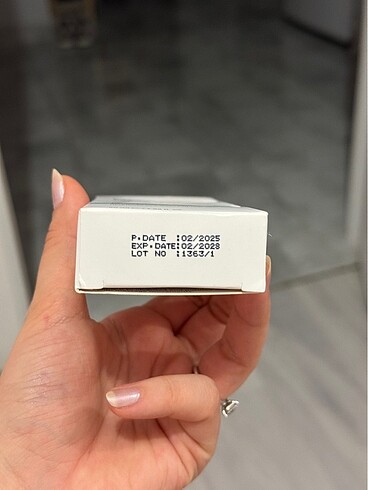 P.DATE :02/2025
EXP.DATE:02/2028
LOT NO :1363/1